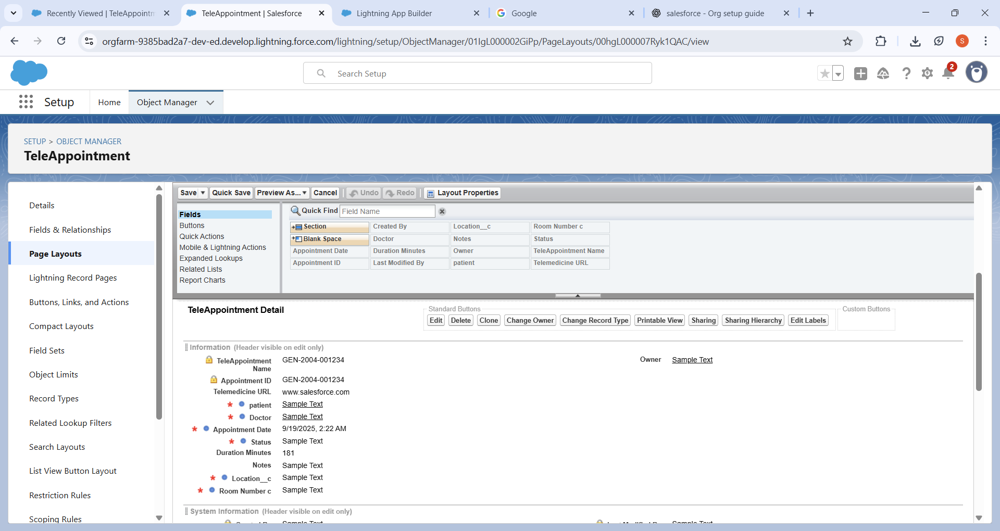 Recently Viewed | TeleAppointm
TeleAppointment | Salesforce
Lightning App Builder
Google
salesforce - Org setup guide
orgfarm-9385bad2a7-dev-ed.develop.lightning.force.com/lightning/setup/ObjectManager/01IgL000002GiPp/PageLayouts/00hgL000007Ryk1QAC/view
S
Search Setup
2
Setup
Home
Object Manager
SETUP > OBJECT MANAGER
TeleAppointment
Details
Fields & Relationships
Page Layouts
Lightning Record Pages
Buttons, Links, and Actions
Compact Layouts
Field Sets
Object Limits
Record Types
Related Lookup Filters
Search Layouts
List View Button Layout
Restriction Rules
Scoping Rules
Save Quick Save Preview As... Cancel Undo Redo Layout Properties
Fields
Buttons
Quick Actions
Mobile & Lightning Actions
Expanded Lookups
Related Lists
Report Charts
Quick Find Field Name
Section Created By Location__c Room Number c
Blank Space Doctor Notes Status
Appointment Date Duration Minutes Owner TeleAppointment Name
Appointment ID Last Modified By patient Telemedicine URL
TeleAppointment Detail
Standard Buttons
Edit Delete Clone Change Owner Change Record Type Printable View Sharing Sharing Hierarchy Edit Labels
Custom Buttons
Information (Header visible on edit only)
TeleAppointment Name GEN-2004-001234
Owner Sample Text
Appointment ID GEN-2004-001234
Telemedicine URL www.salesforce.com
* patient Sample Text
* Doctor Sample Text
* Appointment Date 9/19/2025, 2:22 AM
* Status Sample Text
Duration Minutes 181
Notes Sample Text
* Location__c Sample Text
* Room Number c Sample Text
System Information (Header visible on edit only)